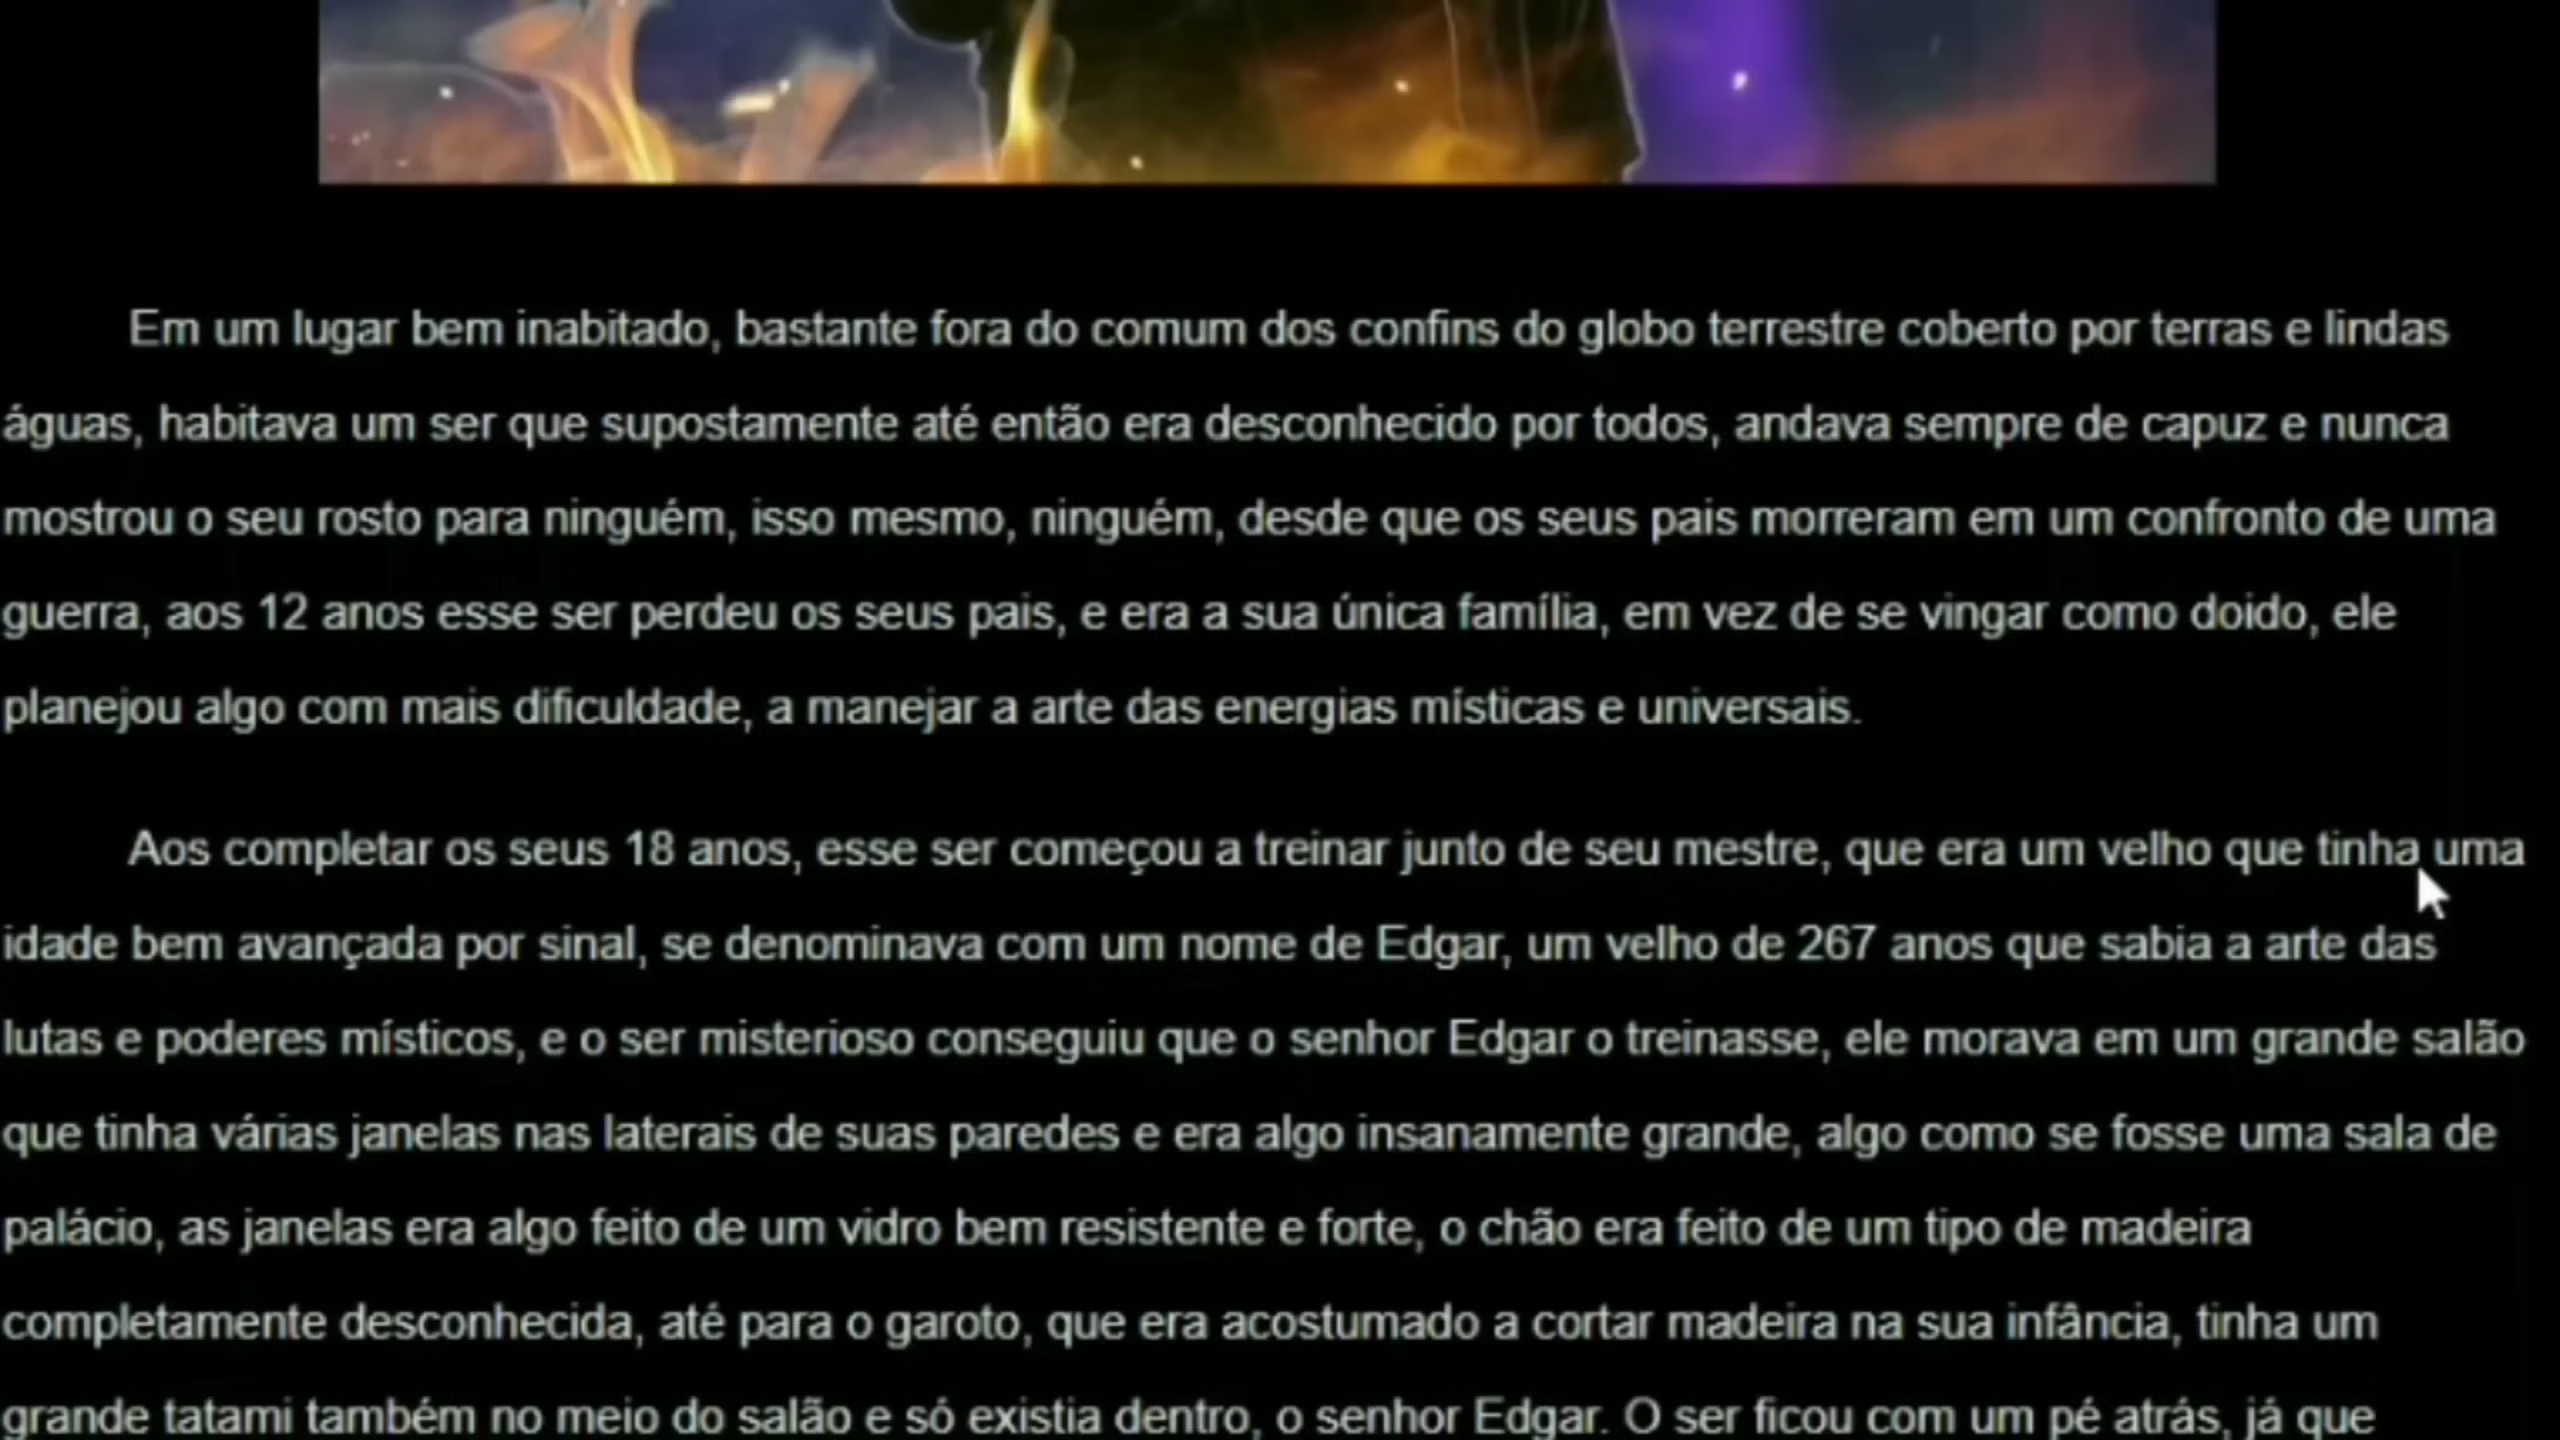 Em um lugar bem inabitado, bastante fora do comum dos confins do globo terrestre coberto por terras e lindas
águas, habitava um ser que supostamente até então era desconhecido por todos, andava sempre de capuz e nunca
mostrou o seu rosto para ninguém, isso mesmo, ninguém, desde que os seus pais morreram em um confronto de uma
guerra, aos 12 anos esse ser perdeu os seus pais, e era a sua única família, em vez de se vingar como doido, ele
planejou algo com mais dificuldade, a manejar a arte das energias místicas e universais.
Aos completar os seus 18 anos, esse ser começou a treinar junto de seu mestre, que era um velho que tinha uma
idade bem avançada por sinal, se denominava com um nome de Edgar, um velho de 267 anos que sabia a arte das
lutas e poderes místicos, e o ser misterioso conseguiu que o senhor Edgar o treinasse, ele morava em um grande salão
que tinha várias janelas nas laterais de suas paredes e era algo insanamente grande, algo como se fosse uma sala de
palácio, as janelas era algo feito de um vidro bem resistente e forte, o chão era feito de um tipo de madeira
completamente desconhecida, até para o garoto, que era acostumado a cortar madeira na sua infância, tinha um
grande tatami também no meio do salão e só existia dentro, o senhor Edgar. O ser ficou com um pé atrás, já que